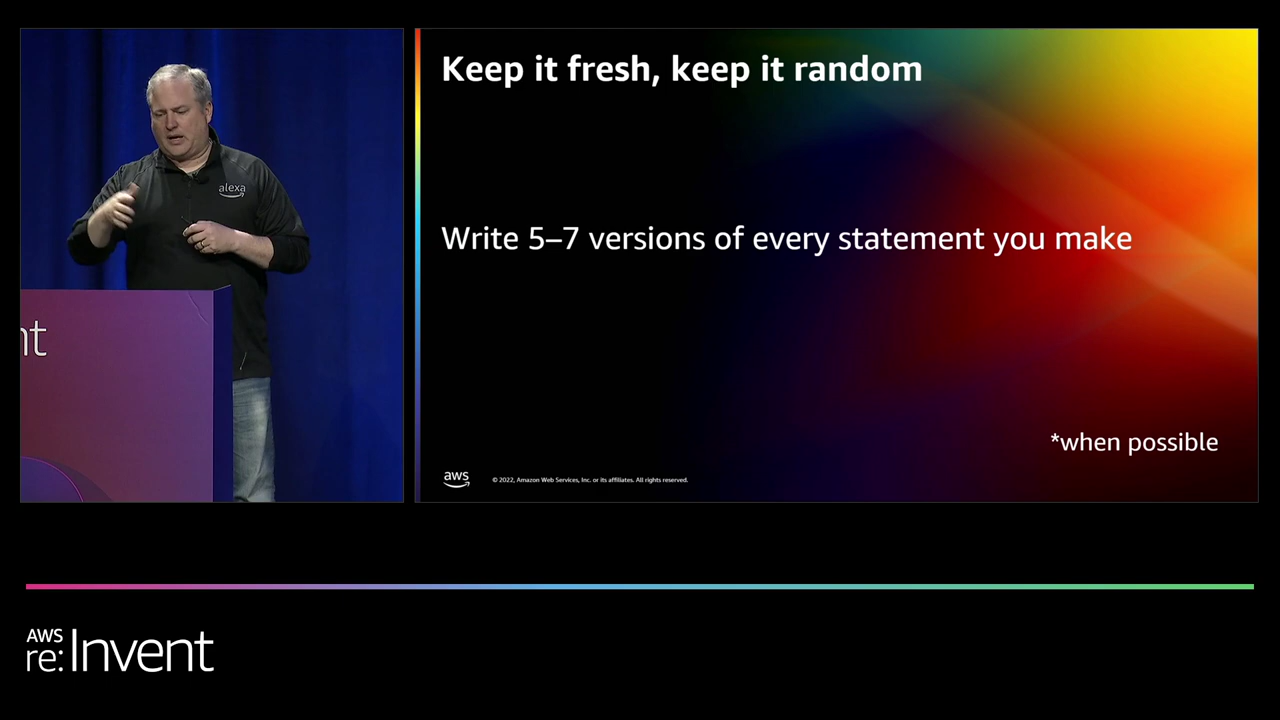 alexa
nt
Keep it fresh, keep it random
Write 5–7 versions of every statement you make
*when possible
aws
© 2022, Amazon Web Services, Inc. or its affiliates. All rights reserved.
AWS
re:Invent